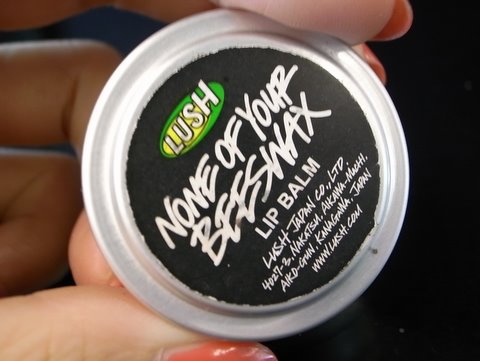 LUSH
NONE OF YOUR
BEESWAX
LIP BALM
LUSH JAPAN CO., LTD.
4027-3, NAKATSU, AIKAWA-MACHI,
AIKO-GUN, KANAGAWA, JAPAN
www.LUSH.COM